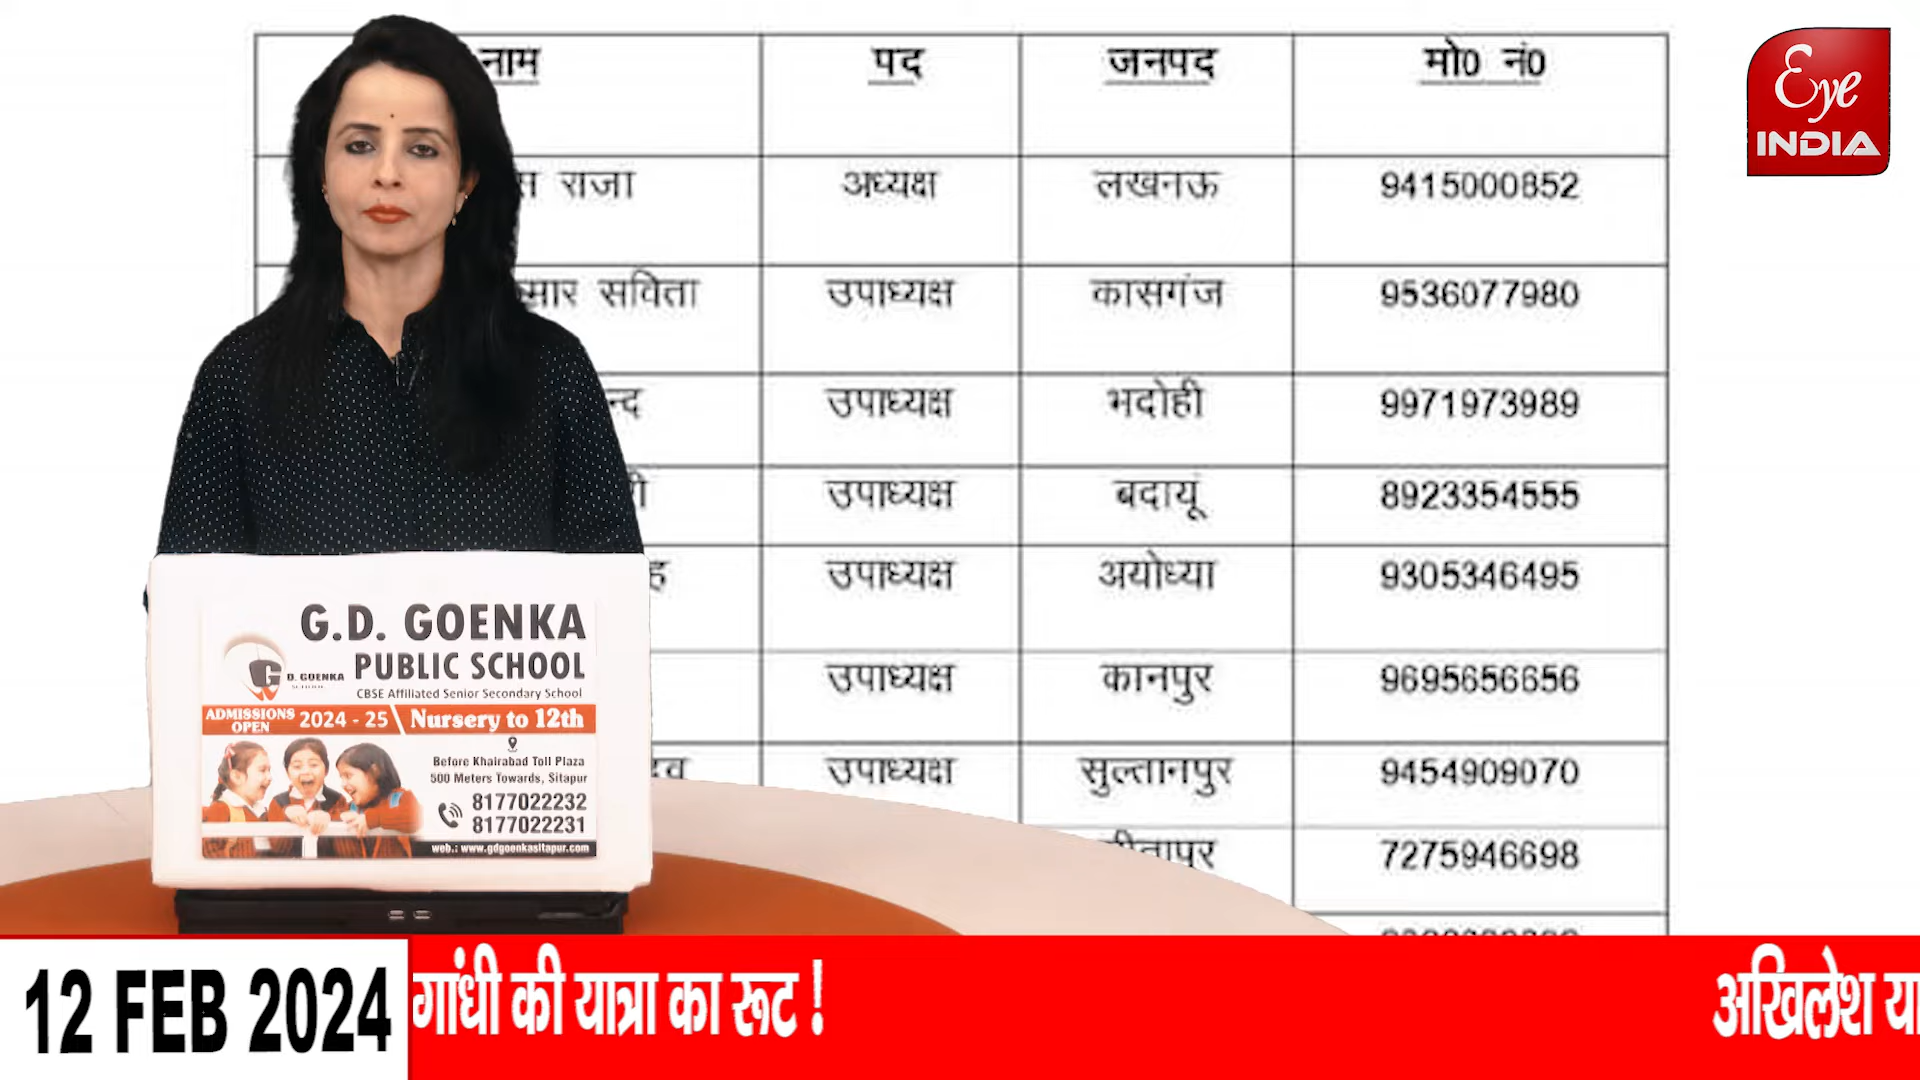 नाम पद जनपद मो0 नं0
Eye
INDIA
राजा अध्यक्ष लखनऊ 9415000852
सविता उपाध्यक्ष कासगंज 9536077980
उपाध्यक्ष भदोही 9971973989
उपाध्यक्ष बदायूं 8923354555
उपाध्यक्ष अयोध्या 9305346495
उपाध्यक्ष कानपुर 9695656656
उपाध्यक्ष सुल्तानपुर 9454909070
7275946698
G.D. GOENKA
PUBLIC SCHOOL
G D. GOENKA
SCHOOL
CBSE Affiliated Senior Secondary School
ADMISSIONS OPEN 2024 - 25 Nursery to 12th
Before Khairabad Toll Plaza
500 Meters Towards, Sitapur
8177022232
8177022231
web.: www.gdgoenkasitapur.com
12 FEB 2024 गांधी की यात्रा का रूट ! अखिलेश या